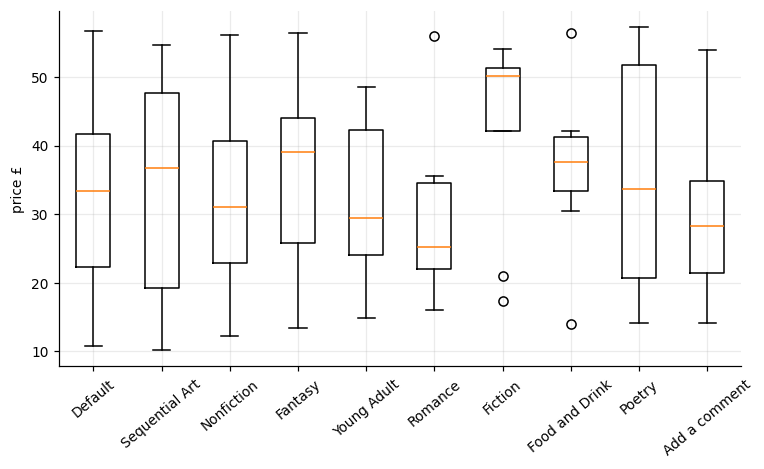 50
40
30
20
10
price £
Default
Sequential Art
Nonfiction
Fantasy
Young Adult
Romance
Fiction
Food and Drink
Poetry
Add a comment